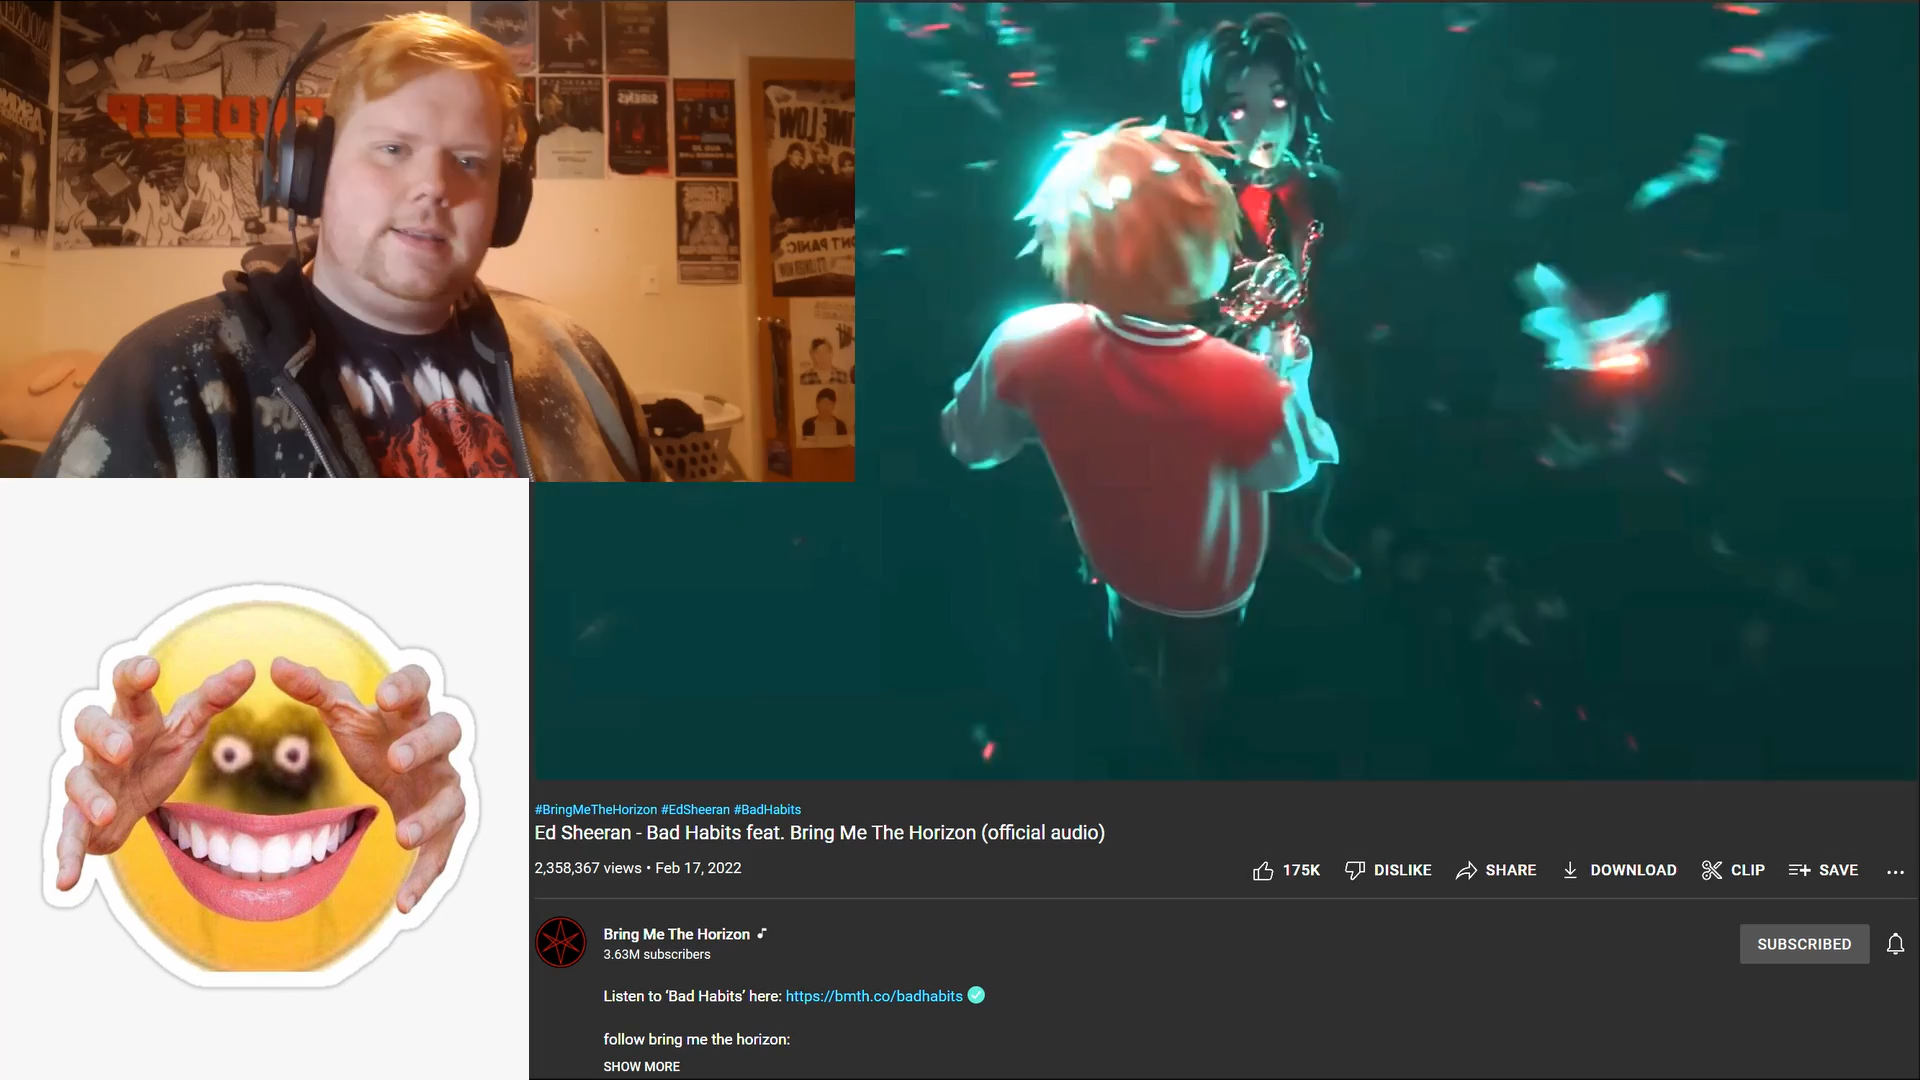 #BringMeTheHorizon #EdSheeran #BadHabits
Ed Sheeran - Bad Habits feat. Bring Me The Horizon (official audio)
2,358,367 views • Feb 17, 2022
175K
DISLIKE
SHARE
DOWNLOAD
CLIP
SAVE
Bring Me The Horizon
3.63M subscribers
SUBSCRIBED
Listen to ‘Bad Habits’ here: https://bmth.co/badhabits
follow bring me the horizon:
SHOW MORE
SIRENS